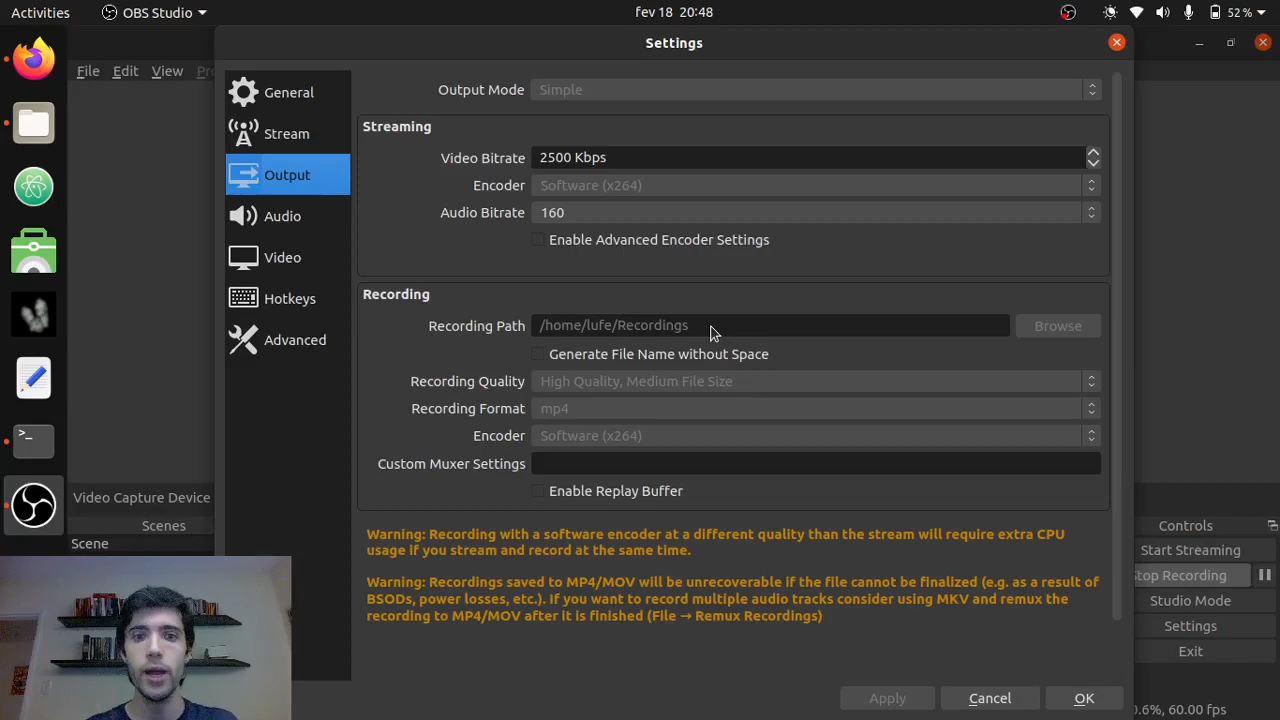 Activities
OBS Studio
fev 18 20:48
52 %
Settings
File Edit View
General
Stream
Output
Audio
Video
Hotkeys
Advanced
Output Mode Simple
Streaming
Video Bitrate 2500 Kbps
Encoder Software (x264)
Audio Bitrate 160
Enable Advanced Encoder Settings
Recording
Recording Path /home/lufe/Recordings Browse
Generate File Name without Space
Recording Quality High Quality, Medium File Size
Recording Format mp4
Encoder Software (x264)
Custom Muxer Settings
Enable Replay Buffer
Warning: Recording with a software encoder at a different quality than the stream will require extra CPU
usage if you stream and record at the same time.
Warning: Recordings saved to MP4/MOV will be unrecoverable if the file cannot be finalized (e.g. as a result of
BSODs, power losses, etc.). If you want to record multiple audio tracks consider using MKV and remux the
recording to MP4/MOV after it is finished (File → Remux Recordings)
Apply Cancel OK
Video Capture Device
Scenes
Scene
Controls
Start Streaming
Stop Recording
Studio Mode
Settings
Exit
0.6%, 60.00 fps